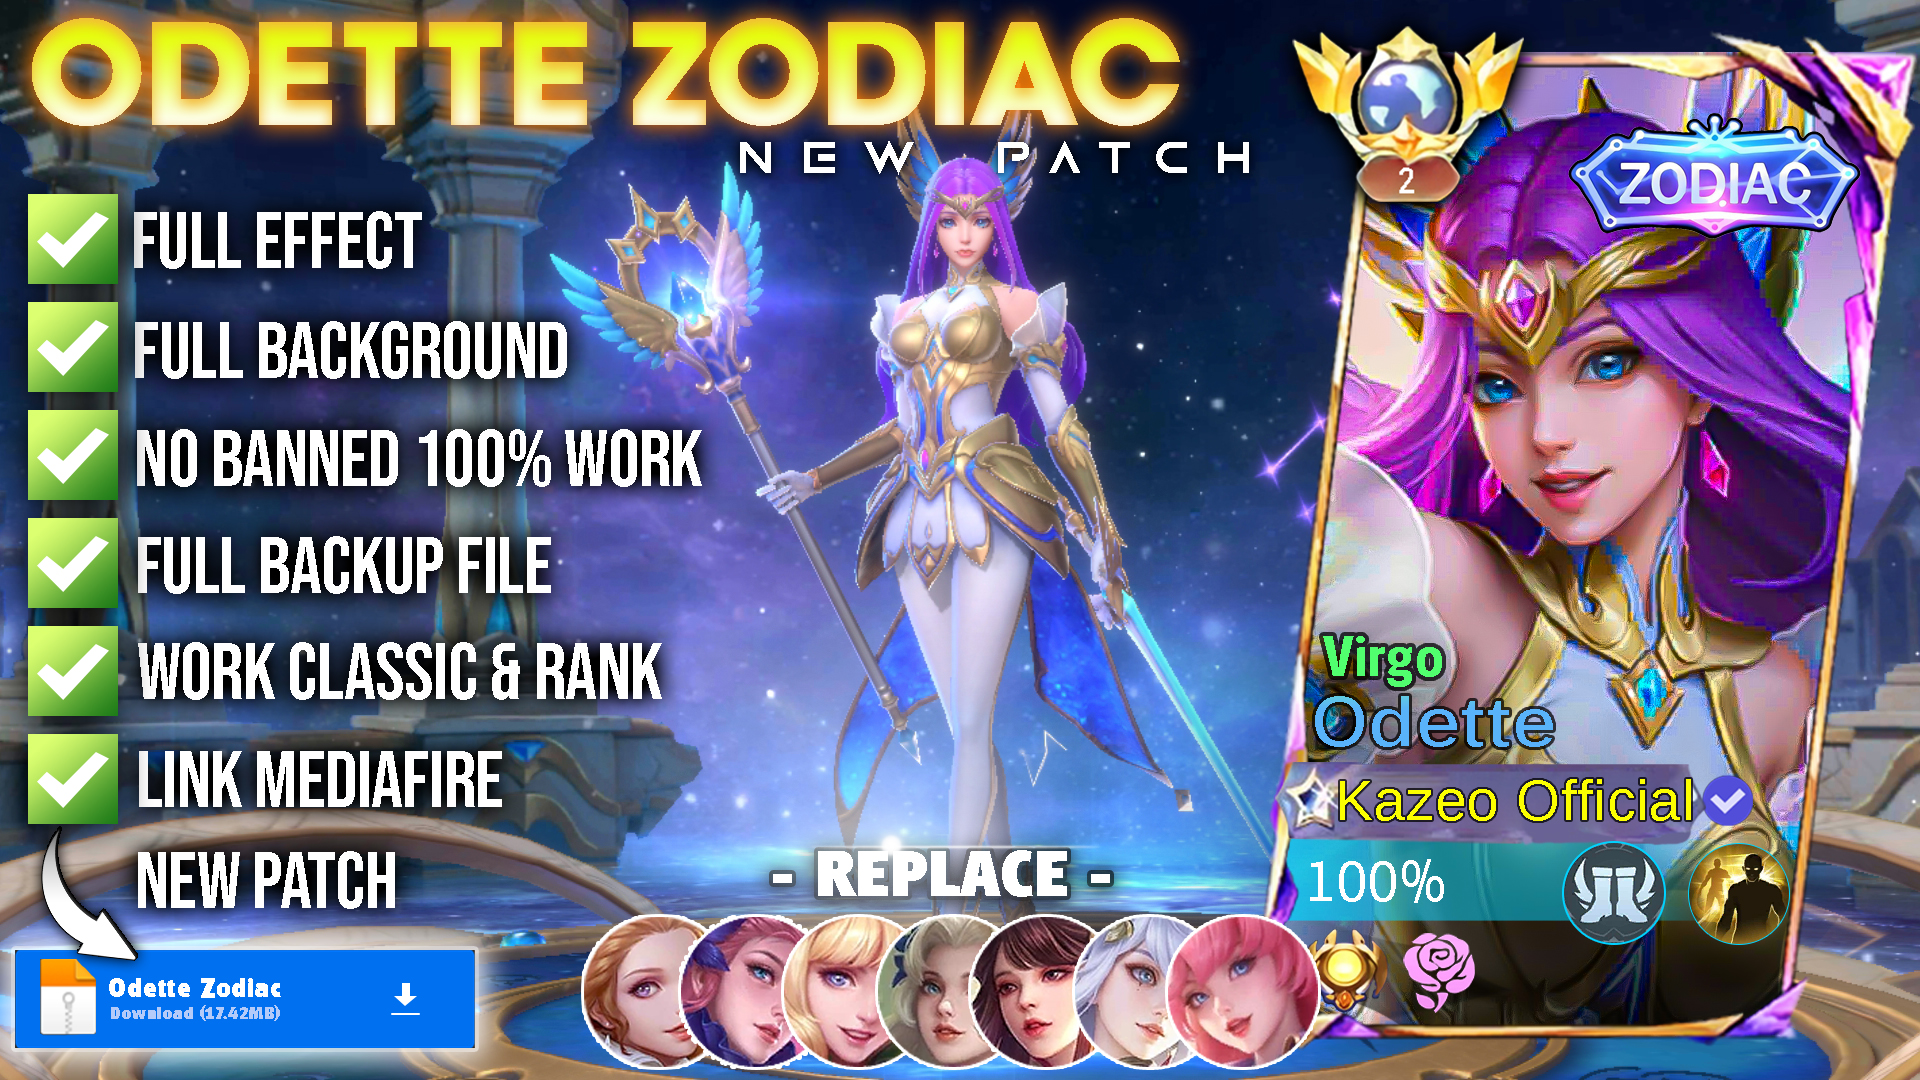 ODETTE ZODIAC
NEW PATCH
FULL EFFECT
FULL BACKGROUND
NO BANNED 100% WORK
FULL BACKUP FILE
WORK CLASSIC & RANK
LINK MEDIAFIRE
NEW PATCH
Odette Zodiac
Download (17.42MB)
- REPLACE -
2
ZODIAC
Virgo
Odette
Kazeo Official
100%